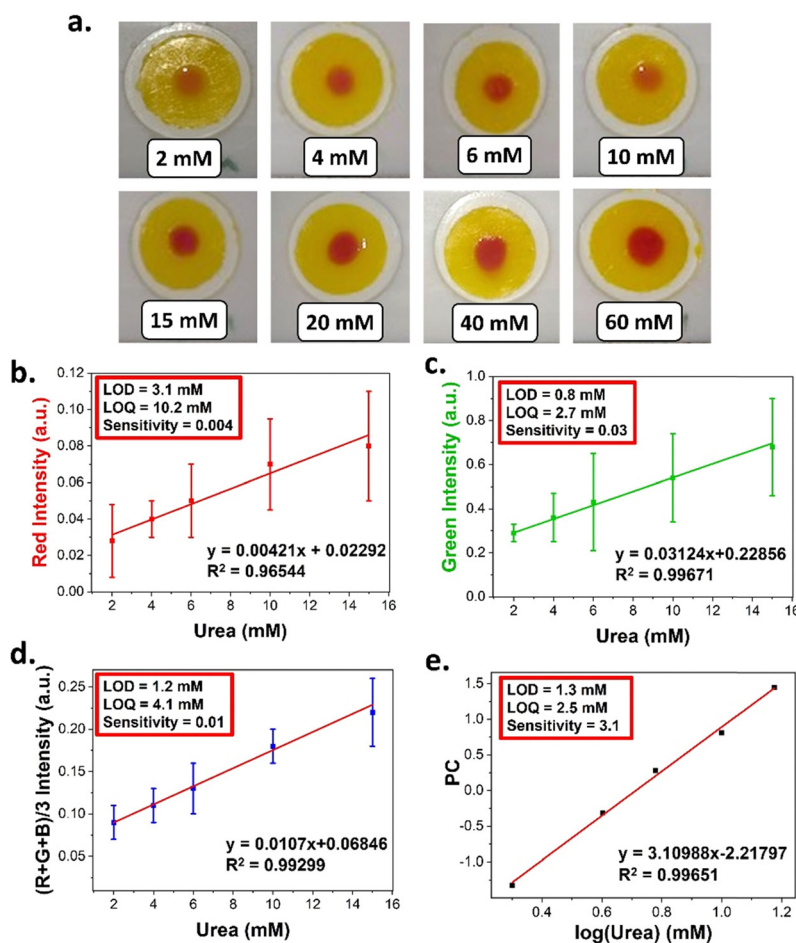 a.
2 mM
4 mM
6 mM
10 mM
15 mM
20 mM
40 mM
60 mM
b.
LOD = 3.1 mM
LOQ = 10.2 mM
Sensitivity = 0.004
y = 0.00421x + 0.02292
R² = 0.96544
Red Intensity (a.u.)
0.12
0.10
0.08
0.06
0.04
0.02
0.00
2 4 6 8 10 12 14 16
Urea (mM)
c.
LOD = 0.8 mM
LOQ = 2.7 mM
Sensitivity = 0.03
y = 0.03124x+0.22856
R² = 0.99671
Green Intensity (a.u.)
1.0
0.8
0.6
0.4
0.2
0.0
2 4 6 8 10 12 14 16
Urea (mM)
d.
LOD = 1.2 mM
LOQ = 4.1 mM
Sensitivity = 0.01
y = 0.0107x+0.06846
R² = 0.99299
(R+G+B)/3 Intensity (a.u.)
0.25
0.20
0.15
0.10
0.05
2 4 6 8 10 12 14 16
Urea (mM)
e.
LOD = 1.3 mM
LOQ = 2.5 mM
Sensitivity = 3.1
y = 3.10988x-2.21797
R² = 0.99651
PC
1.5
1.0
0.5
0.0
-0.5
-1.0
0.4 0.6 0.8 1.0 1.2
log(Urea) (mM)